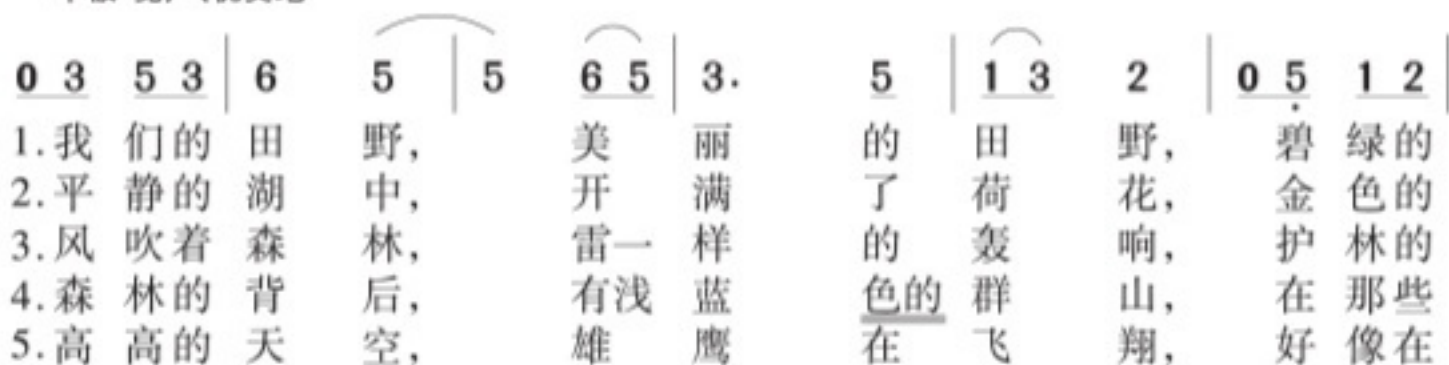 0 3 5 3 | 6 5 | 5 6 5 | 3. 5 | 1 3 2 | 0 5 1 2 |
1.我 们的 田 野， 美 丽 的 田 野， 碧 绿的
2.平 静的 湖 中， 开 满 了 荷 花， 金 色的
3.风 吹着 森 林， 雷一 样 的 轰 响， 护 林的
4.森 林的 背 后， 有浅 蓝 色的 群 山， 在 那些
5.高 高的 天 空， 雄 鹰 在 飞 翔， 好 像在